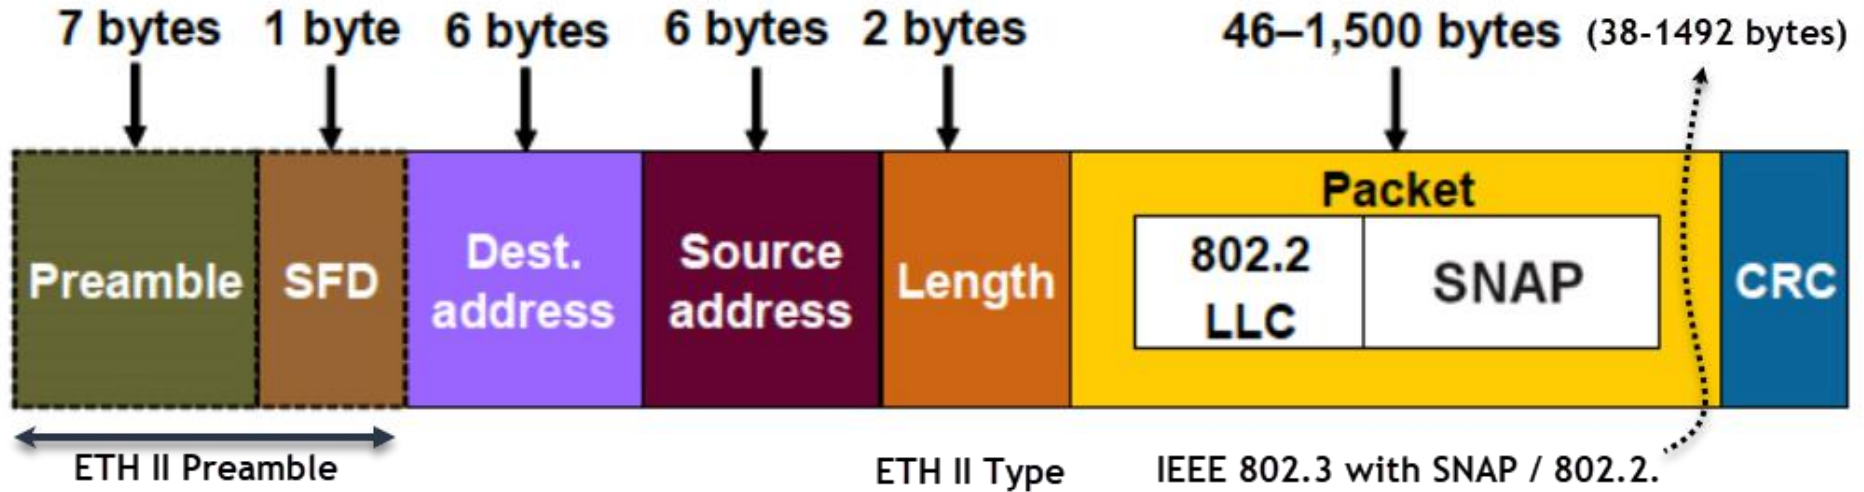 7 bytes 1 byte 6 bytes 6 bytes 2 bytes 46–1,500 bytes (38-1492 bytes)
Preamble
SFD
Dest.
address
Source
address
Length
Packet
802.2
LLC
SNAP
CRC
ETH II Preamble
ETH II Type
IEEE 802.3 with SNAP / 802.2.